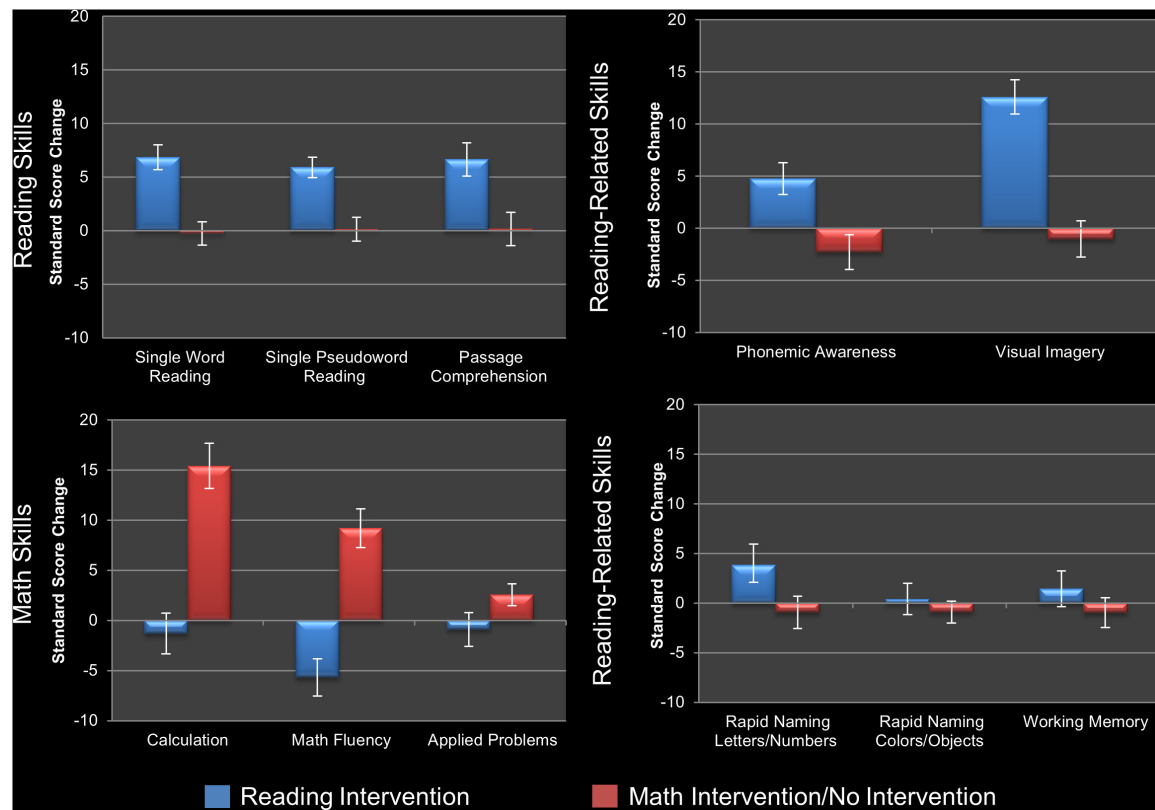 Reading Skills
Standard Score Change
20
15
10
5
0
-5
-10
Single Word
Reading
Single Pseudoword
Reading
Passage
Comprehension
Reading-Related Skills
Standard Score Change
20
15
10
5
0
-5
-10
Phonemic Awareness
Visual Imagery
Math Skills
Standard Score Change
20
15
10
5
0
-5
-10
Calculation
Math Fluency
Applied Problems
Reading-Related Skills
Standard Score Change
20
15
10
5
0
-5
-10
Rapid Naming
Letters/Numbers
Rapid Naming
Colors/Objects
Working Memory
Reading Intervention
Math Intervention/No Intervention